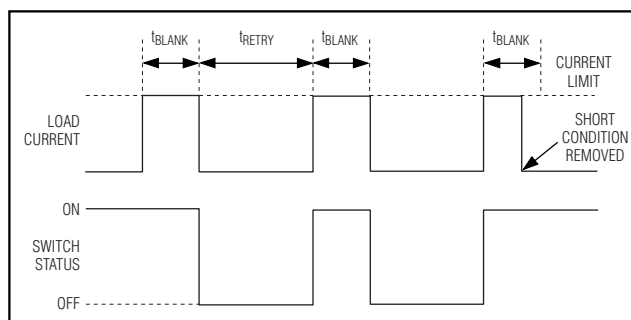 tBLANK
tRETRY
tBLANK
tBLANK
CURRENT
LIMIT
LOAD
CURRENT
SHORT
CONDITION
REMOVED
ON
SWITCH
STATUS
OFF